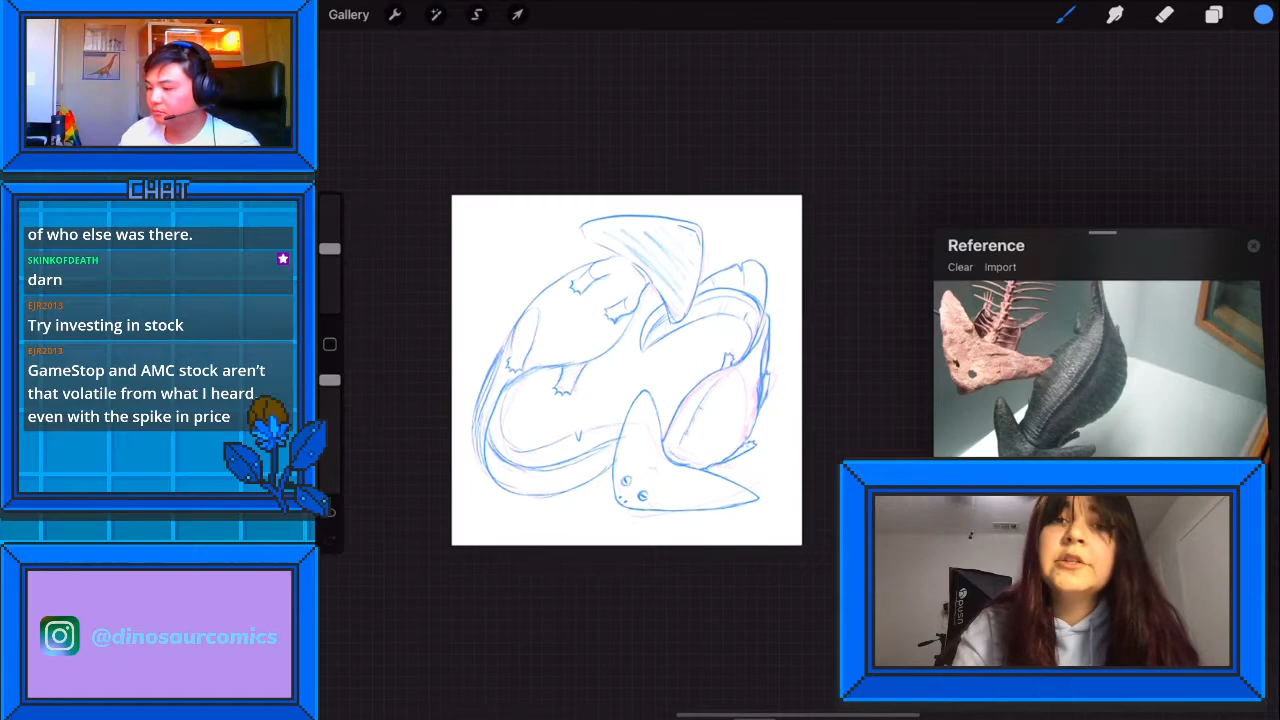 Gallery
CHAT
of who else was there.
SKINKOFDEATH
darn
EJR2013
Try investing in stock
EJR2013
GameStop and AMC stock aren't
that volatile from what I heard
even with the spike in price
@dinosaurcomics
Reference
Clear Import